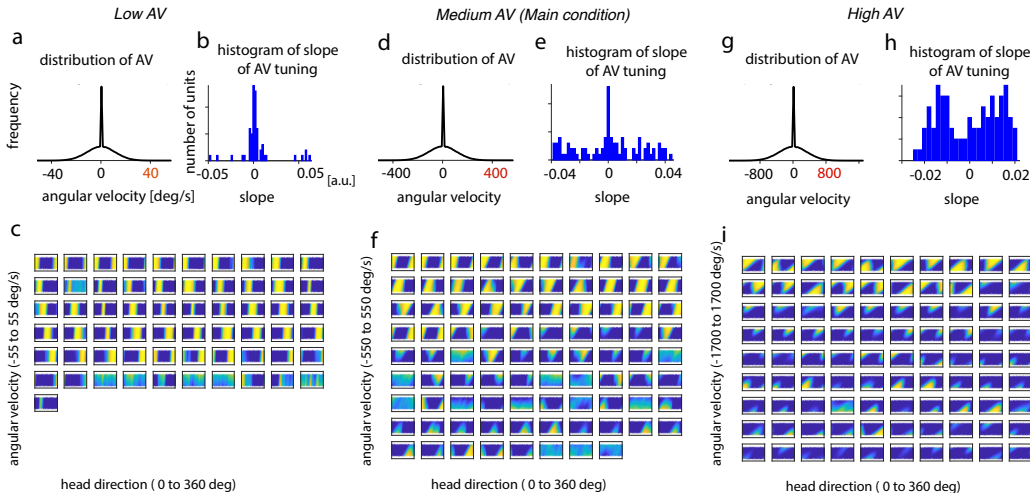 Low AV
Medium AV (Main condition)
High AV
a
distribution of AV
frequency
-40
0
40
angular velocity [deg/s]
b
histogram of slope
of AV tuning
number of units
-0.05
0
0.05
[a.u.]
slope
d
distribution of AV
-400
0
400
angular velocity
e
histogram of slope
of AV tuning
-0.04
0
0.04
slope
g
distribution of AV
-800
0
800
angular velocity
h
histogram of slope
of AV tuning
-0.02
0
0.02
slope
c
angular velocity (-55 to 55 deg/s)
head direction ( 0 to 360 deg)
f
angular velocity (-550 to 550 deg/s)
head direction ( 0 to 360 deg)
i
angular velocity (-1700 to 1700 deg/s)
head direction ( 0 to 360 deg)